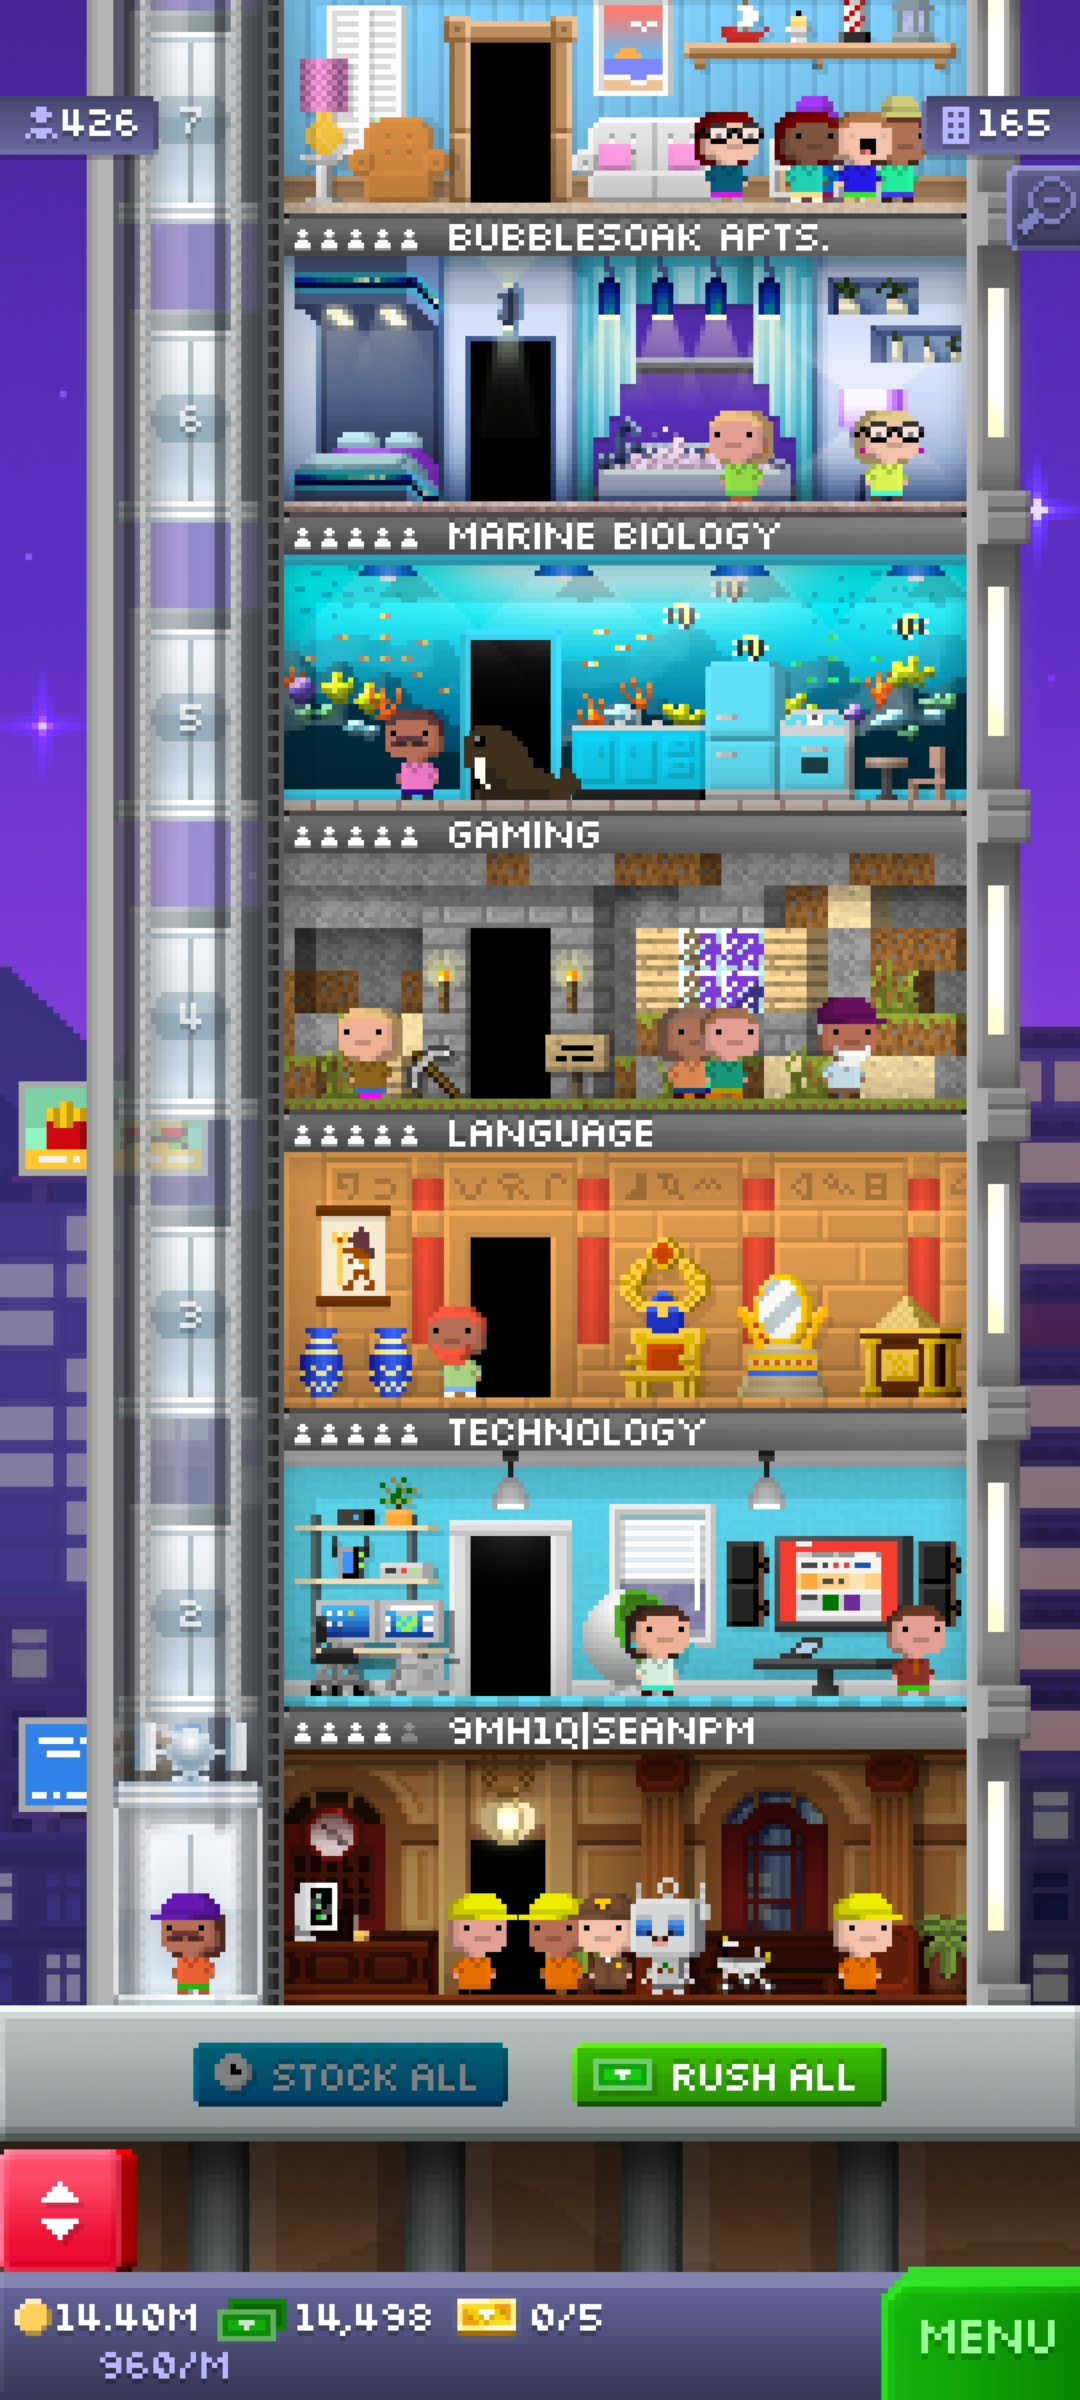 7
426
165
BUBBLESOAK APTS.
6
MARINE BIOLOGY
5
GAMING
4
LANGUAGE
3
TECHNOLOGY
2
9MH1Q|SEANPM
STOCK ALL
RUSH ALL
14.40M 14,498 0/5
960/M
MENU